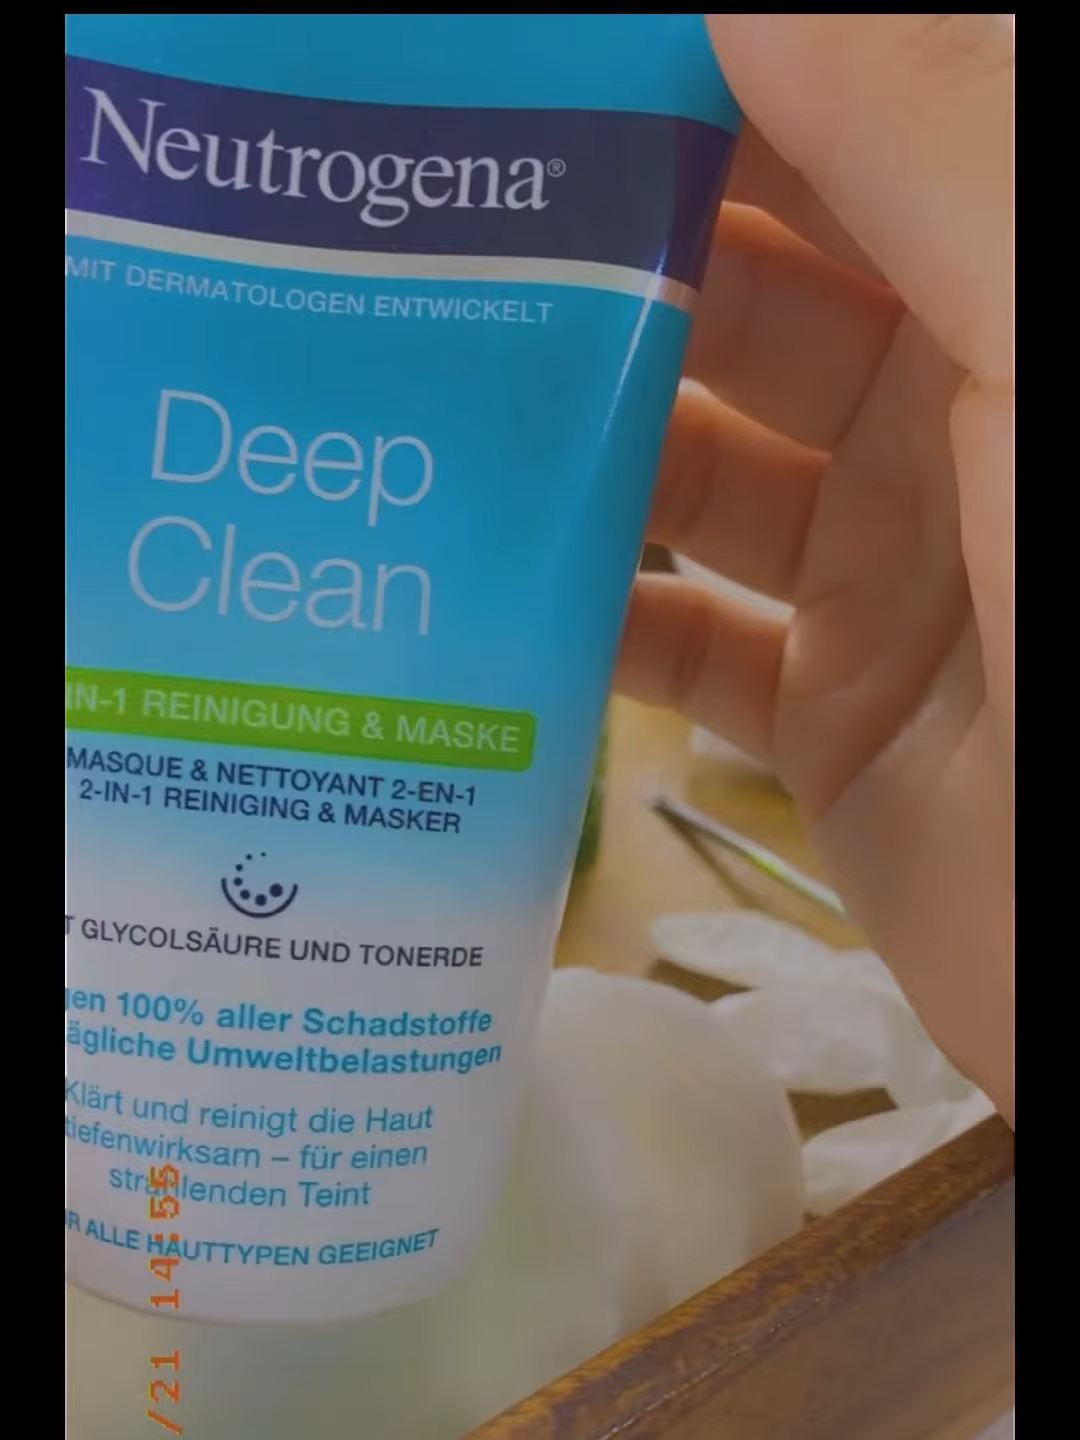 Neutrogena®
MIT DERMATOLOGEN ENTWICKELT
Deep
Clean
IN-1 REINIGUNG & MASKE
MASQUE & NETTOYANT 2-EN-1
2-IN-1 REINIGING & MASKER
T GLYCOLSÄURE UND TONERDE
gen 100% aller Schadstoffe
ägliche Umweltbelastungen
Klärt und reinigt die Haut
tiefenwirksam – für einen
strahlenden Teint
R ALLE HAUTTYPEN GEEIGNET
/21 14:55